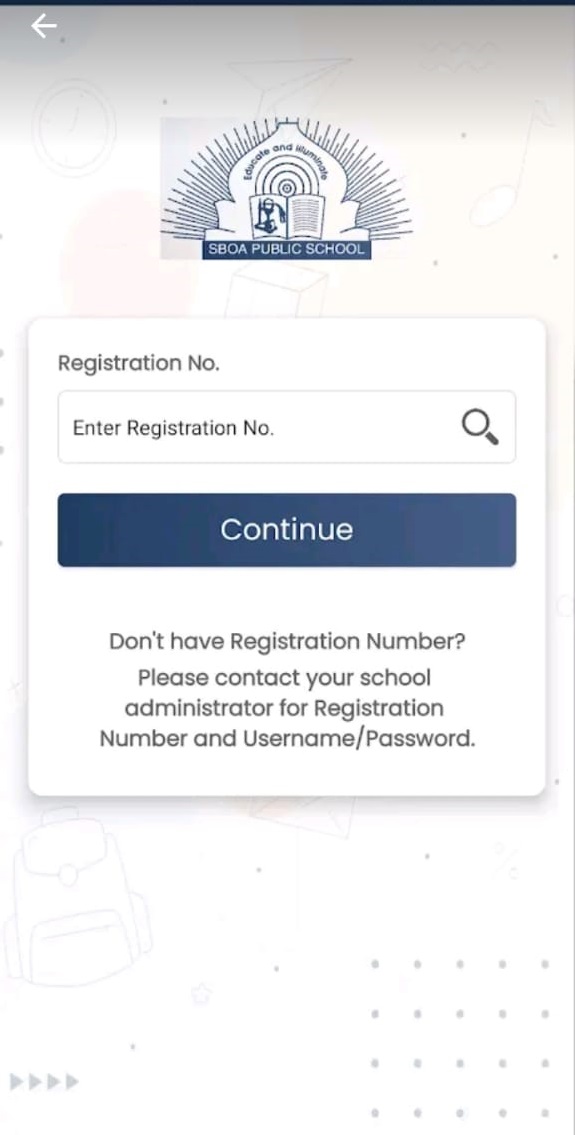 Educate and Illuminate
SBOA PUBLIC SCHOOL
Registration No.
Enter Registration No.
Continue
Don't have Registration Number?
Please contact your school
administrator for Registration
Number and Username/Password.